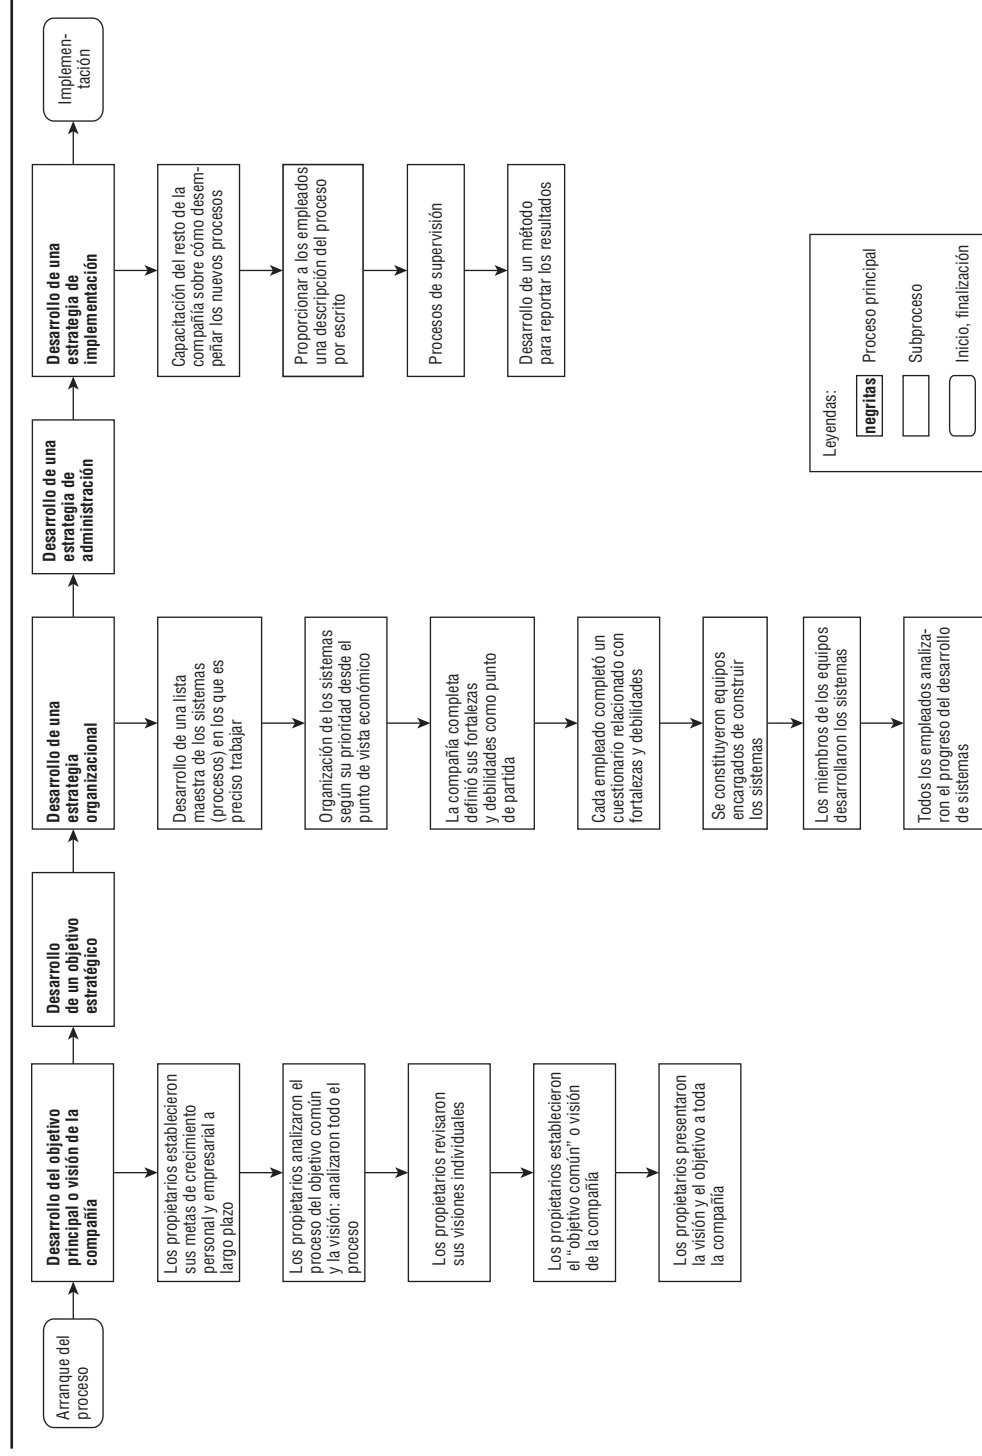 Arranque del
proceso
Desarrollo del objetivo
principal o visión de la
compañía
Los propietarios establecieron
sus metas de crecimiento
personal y empresarial a
largo plazo
Los propietarios analizaron el
proceso del objetivo común
y la visión: analizaron todo el
proceso
Los propietarios revisaron
sus visiones individuales
Los propietarios establecieron
el “objetivo común” o visión
de la compañía
Los propietarios presentaron
la visión y el objetivo a toda
la compañía
Desarrollo
de un objetivo
estratégico
Desarrollo de una
estrategia
organizacional
Desarrollo de una lista
maestra de los sistemas
(procesos) en los que es
preciso trabajar
Organización de los sistemas
según su prioridad desde el
punto de vista económico
La compañía completa
definió sus fortalezas
y debilidades como punto
de partida
Cada empleado completó un
cuestionario relacionado con
fortalezas y debilidades
Se constituyeron equipos
encargados de construir
los sistemas
Los miembros de los equipos
desarrollaron los sistemas
Todos los empleados analiza-
ron el progreso del desarrollo
de sistemas
Desarrollo de una
estrategia de
administración
Desarrollo de una
estrategia de
implementación
Capacitación del resto de la
compañía sobre cómo desem-
peñar los nuevos procesos
Proporcionar a los empleados
una descripción del proceso
por escrito
Procesos de supervisión
Desarrollo de un método
para reportar los resultados
Implemen-
tación
Leyendas:
negritas Proceso principal
Subproceso
Inicio, finalización